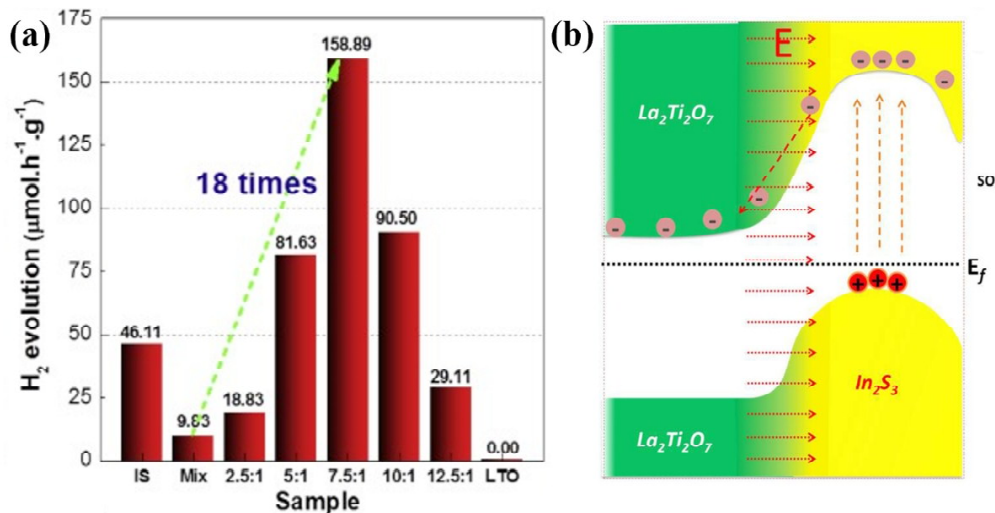 (a)
H₂ evolution (μmol.h⁻¹.g⁻¹)
175
150
125
100
75
50
25
0
18 times
46.11
9.83
18.83
81.63
158.89
90.50
29.11
0.00
IS Mix 2.5:1 5:1 7.5:1 10:1 12.5:1 LTO
Sample
(b)
E
La₂Ti₂O₇
so
E_f
In₂S₃
La₂Ti₂O₇